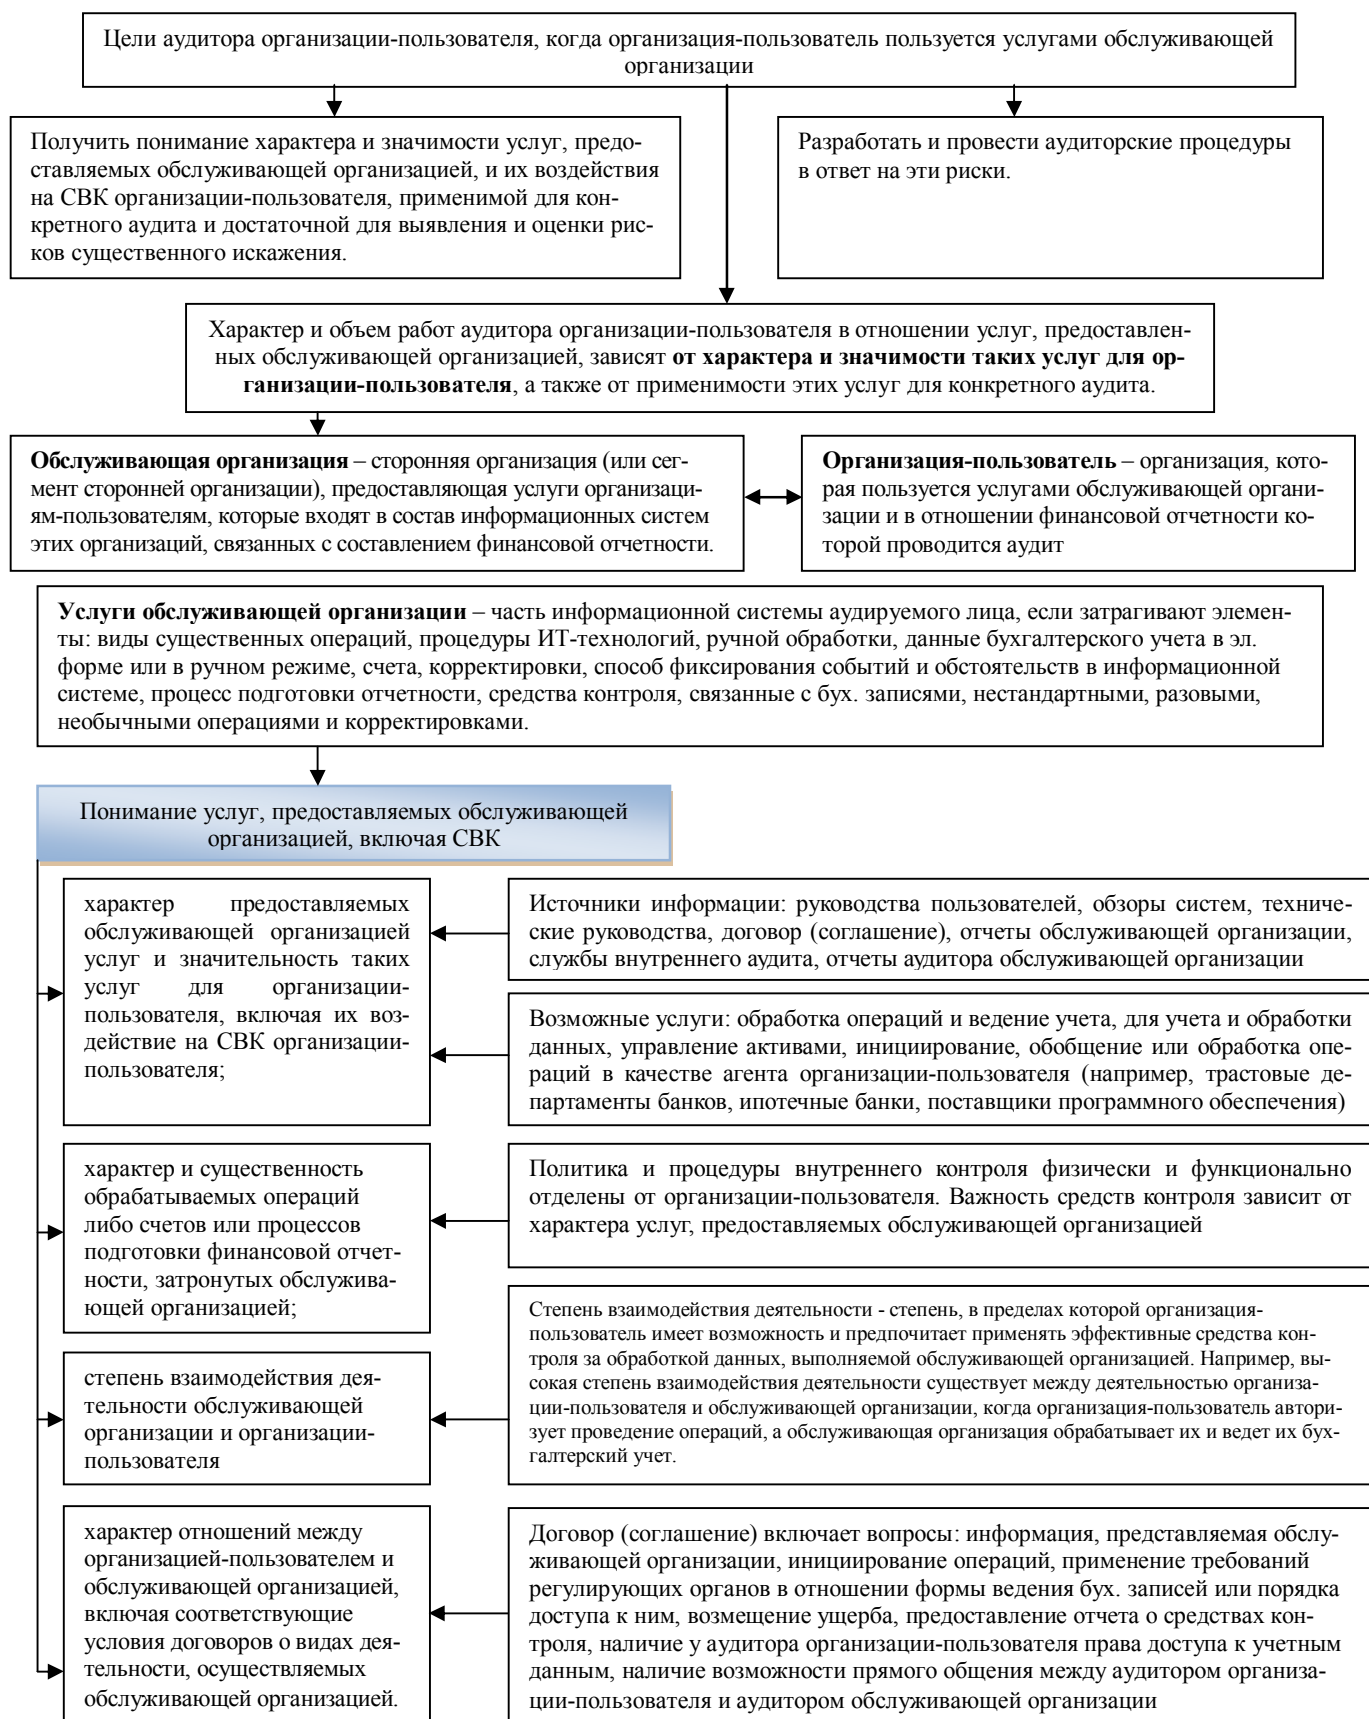 Цели аудитора организации-пользователя, когда организация-пользователь пользуется услугами обслуживающей
организации
Получить понимание характера и значимости услуг, предо-
ставляемых обслуживающей организацией, и их воздействия
на СВК организации-пользователя, применимой для кон-
кретного аудита и достаточной для выявления и оценки рис-
ков существенного искажения.
Разработать и провести аудиторские процедуры
в ответ на эти риски.
Характер и объем работ аудитора организации-пользователя в отношении услуг, предоставлен-
ных обслуживающей организацией, зависят от характера и значимости таких услуг для ор-
ганизации-пользователя, а также от применимости этих услуг для конкретного аудита.
Обслуживающая организация – сторонняя организация (или сег-
мент сторонней организации), предоставляющая услуги организаци-
ям-пользователям, которые входят в состав информационных систем
этих организаций, связанных с составлением финансовой отчетности.
Организация-пользователь – организация, кото-
рая пользуется услугами обслуживающей органи-
зации и в отношении финансовой отчетности ко-
торой проводится аудит
Услуги обслуживающей организации – часть информационной системы аудируемого лица, если затрагивают элемен-
ты: виды существенных операций, процедуры ИТ-технологий, ручной обработки, данные бухгалтерского учета в эл.
форме или в ручном режиме, счета, корректировки, способ фиксирования событий и обстоятельств в информационной
системе, процесс подготовки отчетности, средства контроля, связанные с бух. записями, нестандартными, разовыми,
необычными операциями и корректировками.
Понимание услуг, предоставляемых обслуживающей
организацией, включая СВК
характер предоставляемых
обслуживающей организацией
услуг и значительность таких
услуг для организации-
пользователя, включая их воз-
действие на СВК организации-
пользователя;
Источники информации: руководства пользователей, обзоры систем, техниче-
ские руководства, договор (соглашение), отчеты обслуживающей организации,
службы внутреннего аудита, отчеты аудитора обслуживающей организации
Возможные услуги: обработка операций и ведение учета, для учета и обработки
данных, управление активами, инициирование, обобщение или обработка опе-
раций в качестве агента организации-пользователя (например, трастовые де-
партаменты банков, ипотечные банки, поставщики программного обеспечения)
характер и существенность
обрабатываемых операций
либо счетов или процессов
подготовки финансовой отчет-
ности, затронутых обслужива-
ющей организацией;
Политика и процедуры внутреннего контроля физически и функционально
отделены от организации-пользователя. Важность средств контроля зависит от
характера услуг, предоставляемых обслуживающей организацией
степень взаимодействия дея-
тельности обслуживающей
организации и организации-
пользователя
Степень взаимодействия деятельности - степень, в пределах которой организация-
пользователь имеет возможность и предпочитает применять эффективные средства кон-
троля за обработкой данных, выполняемой обслуживающей организацией. Например, вы-
сокая степень взаимодействия деятельности существует между деятельностью организа-
ции-пользователя и обслуживающей организации, когда организация-пользователь автори-
зует проведение операций, а обслуживающая организация обрабатывает их и ведет их бух-
галтерский учет.
характер отношений между
организацией-пользователем и
обслуживающей организацией,
включая соответствующие
условия договоров о видах дея-
тельности, осуществляемых
обслуживающей организацией.
Договор (соглашение) включает вопросы: информация, представляемая обслу-
живающей организации, инициирование операций, применение требований
регулирующих органов в отношении формы ведения бух. записей или порядка
доступа к ним, возмещение ущерба, предоставление отчета о средствах кон-
троля, наличие у аудитора организации-пользователя права доступа к учетным
данным, наличие возможности прямого общения между аудитором организа-
ции-пользователя и аудитором обслуживающей организации